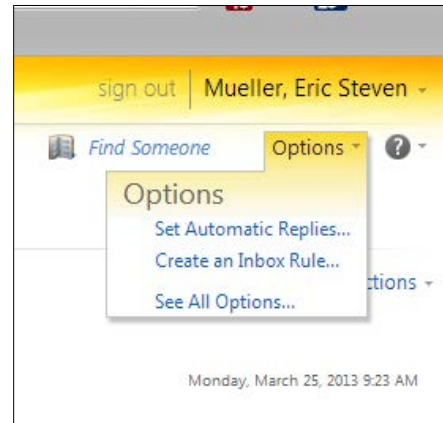 sign out Mueller, Eric Steven
Find Someone Options ?
Options
Set Automatic Replies...
Create an Inbox Rule...
See All Options...
Monday, March 25, 2013 9:23 AM